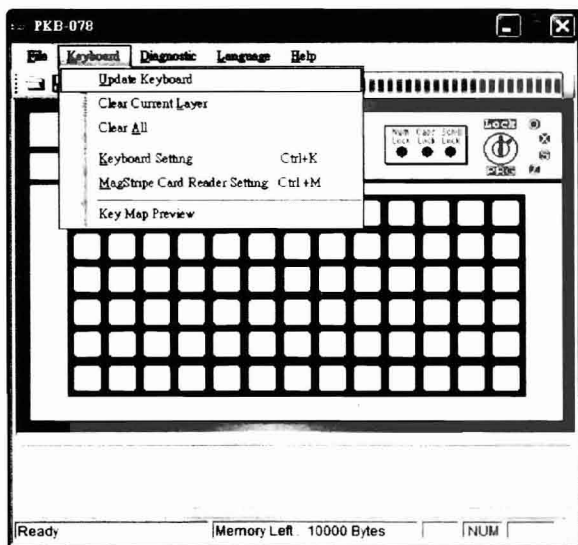 PKB-078
File Keyboard Diagnostic Language Help
Update Keyboard
Clear Current Layer
Clear All
Keyboard Setting Ctrl+K
MagStripe Card Reader Setting Ctrl +M
Key Map Preview
Num Caps Scroll
Lock Lock Lock
Lock
PRG
Ready Memory Left 10000 Bytes NUM